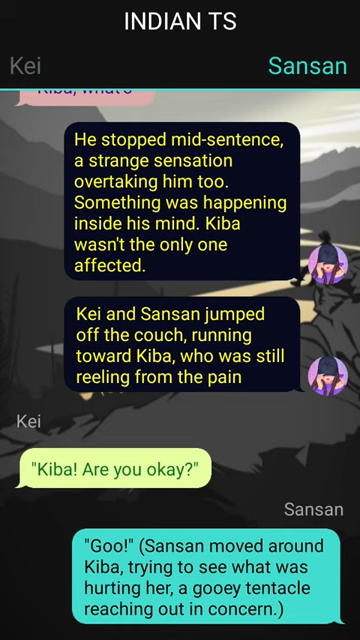 INDIAN TS
Kei
Sansan
"Kiba, what's"
He stopped mid-sentence,
a strange sensation
overtaking him too.
Something was happening
inside his mind. Kiba
wasn't the only one
affected.
Kei and Sansan jumped
off the couch, running
toward Kiba, who was still
reeling from the pain
Kei
"Kiba! Are you okay?"
Sansan
"Goo!" (Sansan moved around
Kiba, trying to see what was
hurting her, a gooey tentacle
reaching out in concern.)